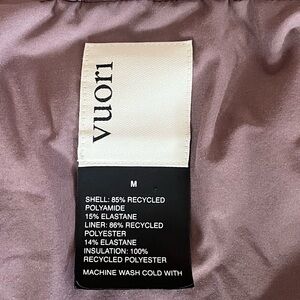 vuori
M
SHELL: 85% RECYCLED
POLYAMIDE
15% ELASTANE
LINER: 86% RECYCLED
POLYESTER
14% ELASTANE
INSULATION: 100%
RECYCLED POLYESTER
MACHINE WASH COLD WITH